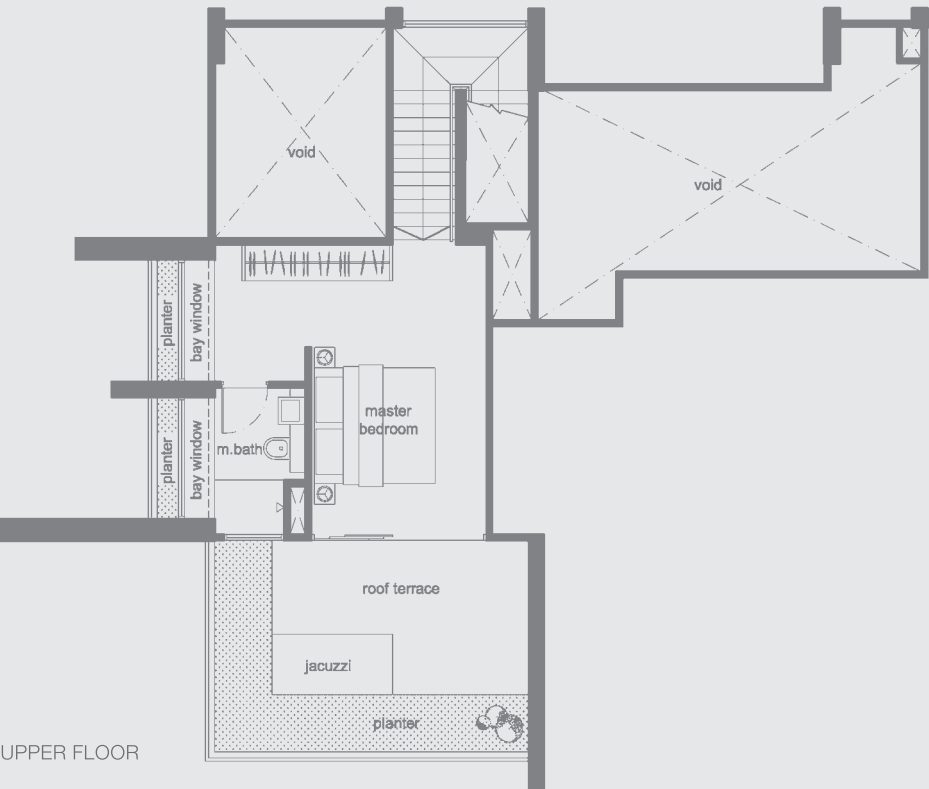 void
void
planter
bay window
master
bedroom
m.bath
planter
bay window
roof terrace
jacuzzi
planter
UPPER FLOOR